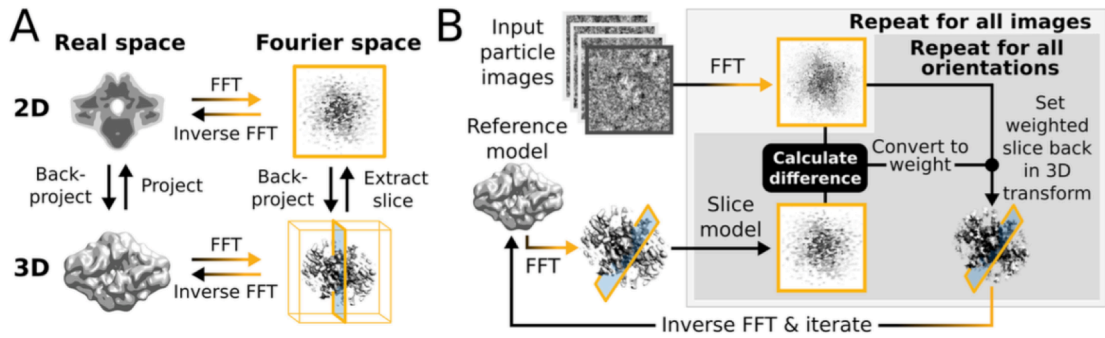 A
Real space
Fourier space
2D
FFT
Inverse FFT
Back-
project
Project
Back-
project
Extract
slice
3D
FFT
Inverse FFT
B
Input
particle
images
Repeat for all images
Repeat for all
orientations
FFT
Reference
model
Calculate
difference
Convert to
weight
Set
weighted
slice back
in 3D
transform
Slice
model
FFT
Inverse FFT & iterate